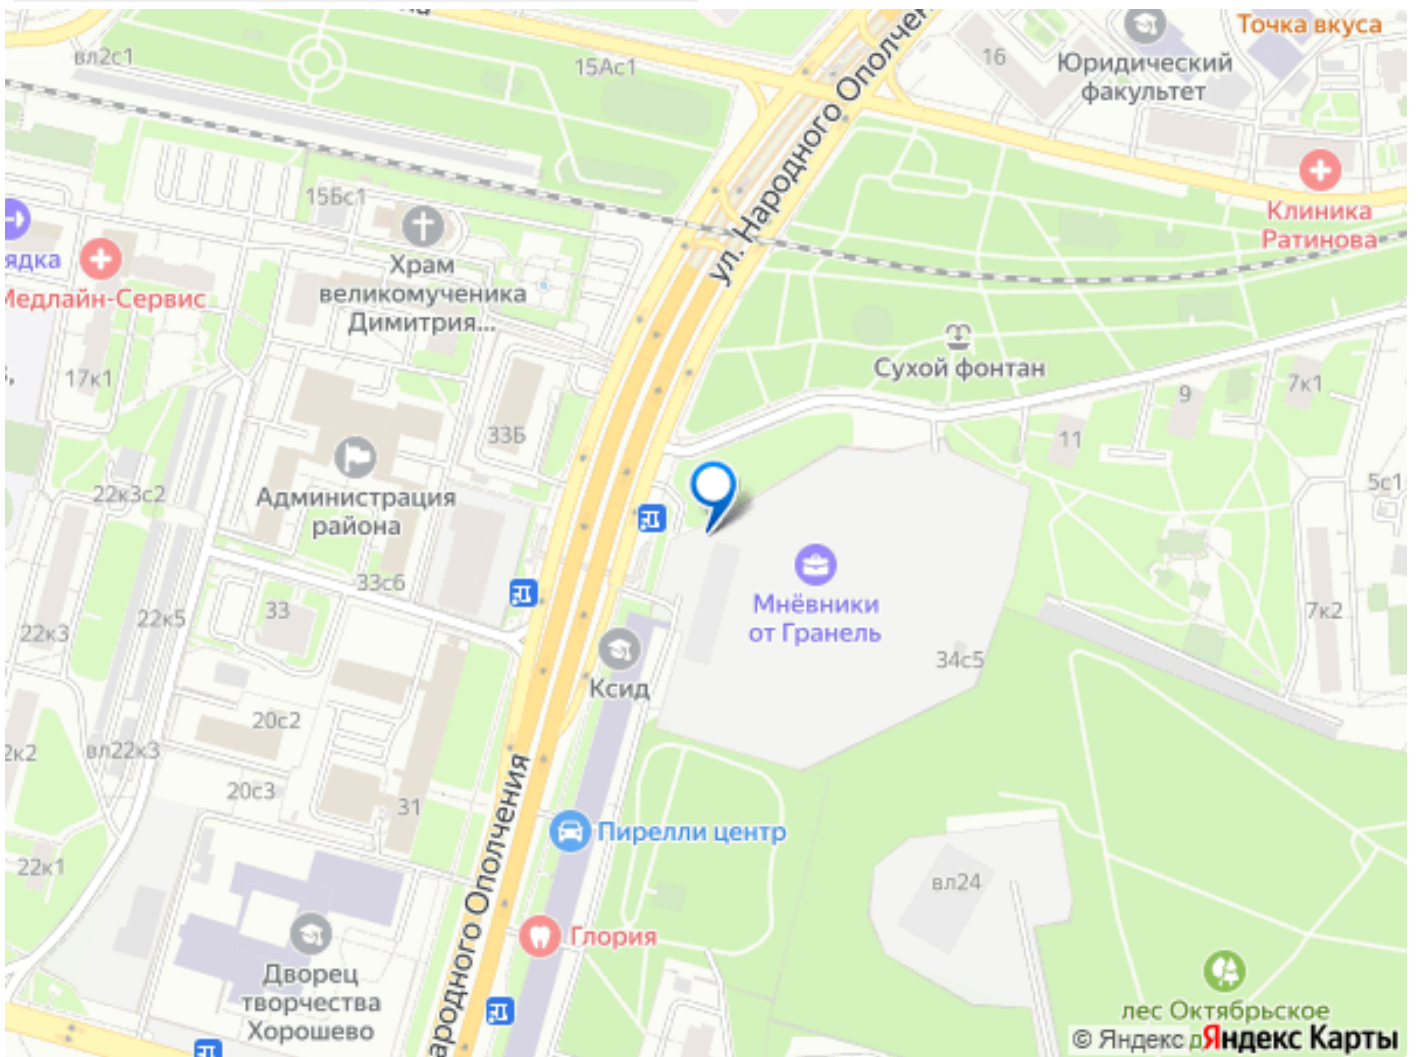 Точка вкуса
вл2с1
15Ас1
16
Юридический
факультет
ул. Народного Ополчен
15Бс1
Клиника
Ратинова
ядка
Медлайн-Сервис
Храм
великомученика
Димитрия...
Сухой фонтан
17к1
9
7к1
33Б
11
22к3с2
Администрация
района
5с1
33с6
22к5
33
22к3
Мнёвники
от Гранель
7к2
34с5
Ксид
20с2
2к2
вл22к3
20с3
31
Пирелли центр
ародного Ополчения
22к1
вл24
Глория
Дворец
творчества
Хорошево
лес Октябрьское
© Яндекс
Яндекс Карты